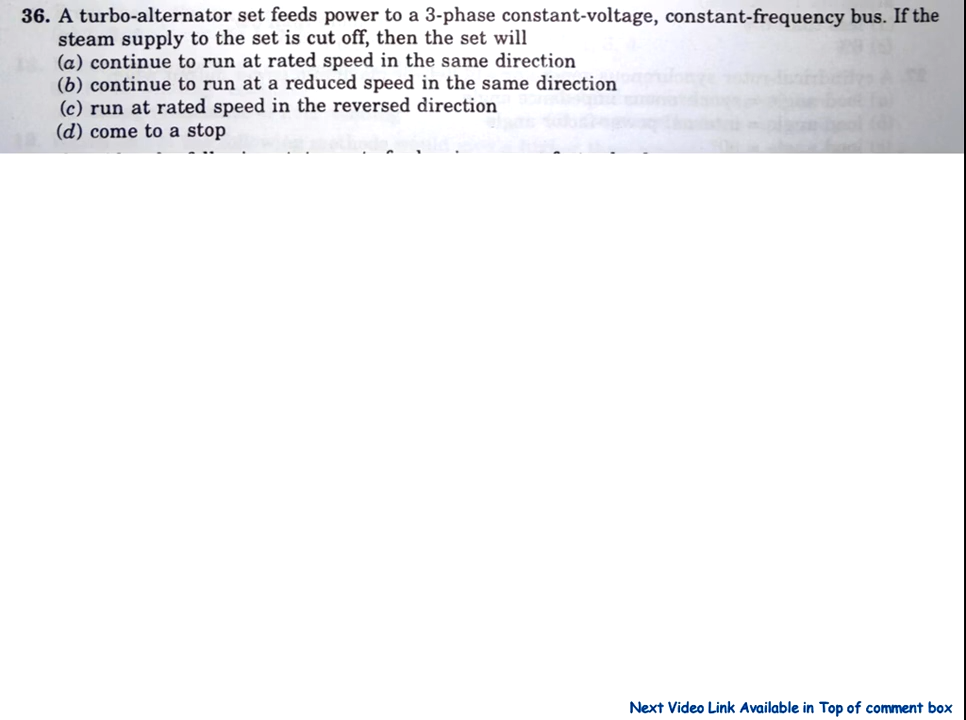 36. A turbo-alternator set feeds power to a 3-phase constant-voltage, constant-frequency bus. If the
steam supply to the set is cut off, then the set will
(a) continue to run at rated speed in the same direction
(b) continue to run at a reduced speed in the same direction
(c) run at rated speed in the reversed direction
(d) come to a stop
Next Video Link Available in Top of comment box